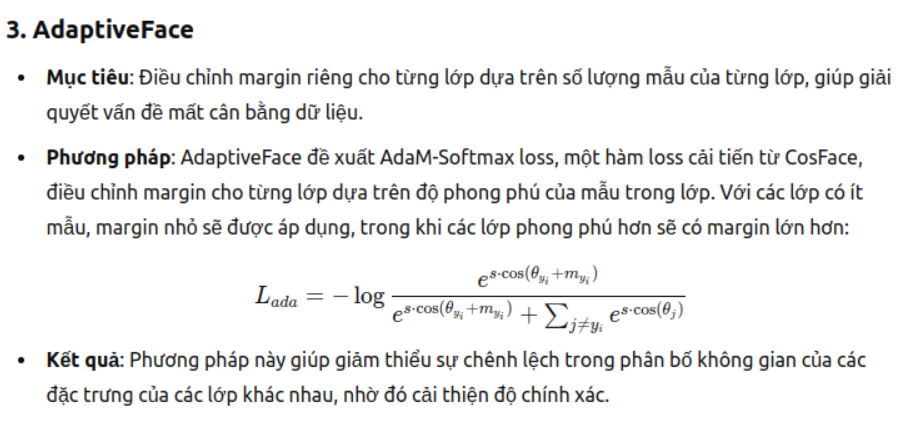 3. AdaptiveFace
• Mục tiêu: Điều chỉnh margin riêng cho từng lớp dựa trên số lượng mẫu của từng lớp, giúp giải
quyết vấn đề mất cân bằng dữ liệu.
• Phương pháp: AdaptiveFace đề xuất AdaM-Softmax loss, một hàm loss cải tiến từ CosFace,
điều chỉnh margin cho từng lớp dựa trên độ phong phú của mẫu trong lớp. Với các lớp có ít
mẫu, margin nhỏ sẽ được áp dụng, trong khi các lớp phong phú hơn sẽ có margin lớn hơn:
$L_{ada} = -\log \frac{e^{s \cdot \cos(\theta_{y_i} + m_{y_i})}}{e^{s \cdot \cos(\theta_{y_i} + m_{y_i})} + \sum_{j \neq y_i} e^{s \cdot \cos(\theta_j)}}$
• Kết quả: Phương pháp này giúp giảm thiểu sự chênh lệch trong phân bố không gian của các
đặc trưng của các lớp khác nhau, nhờ đó cải thiện độ chính xác.